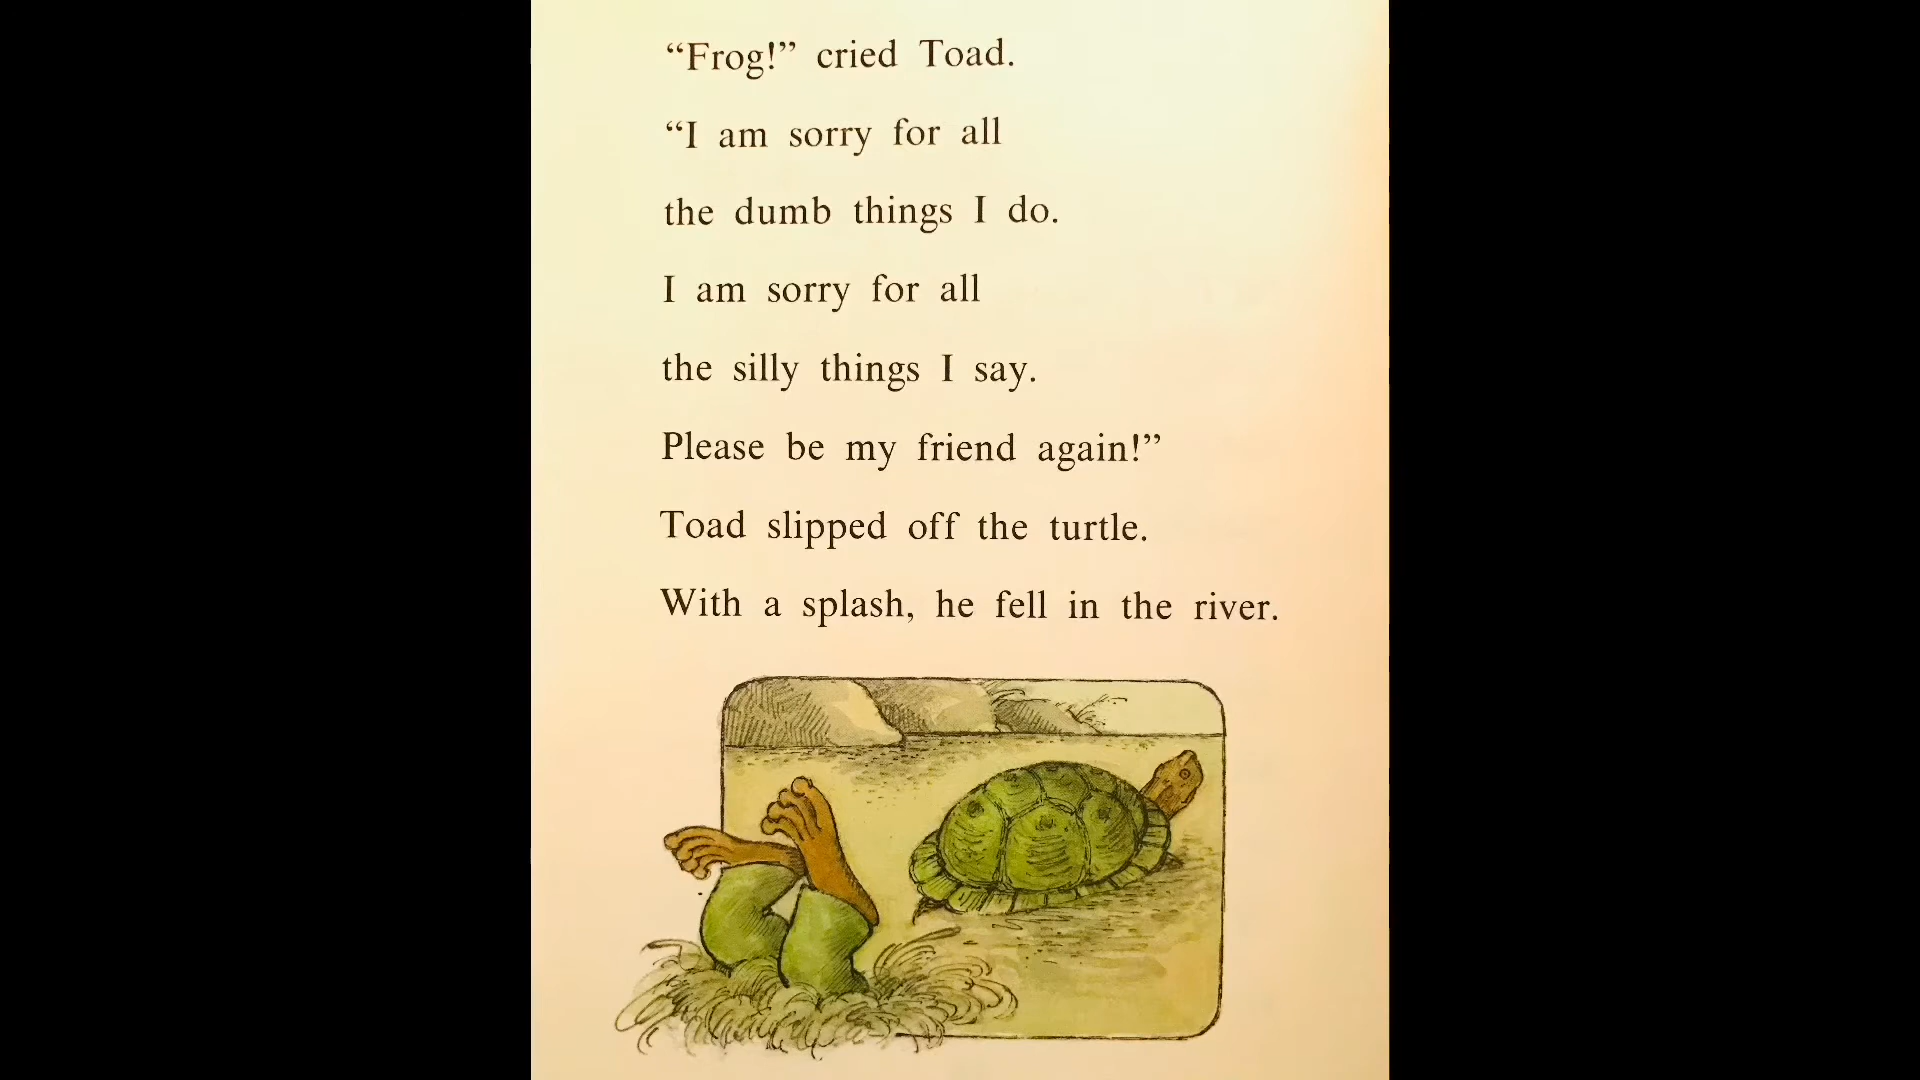 “Frog!” cried Toad.
“I am sorry for all
the dumb things I do.
I am sorry for all
the silly things I say.
Please be my friend again!”
Toad slipped off the turtle.
With a splash, he fell in the river.